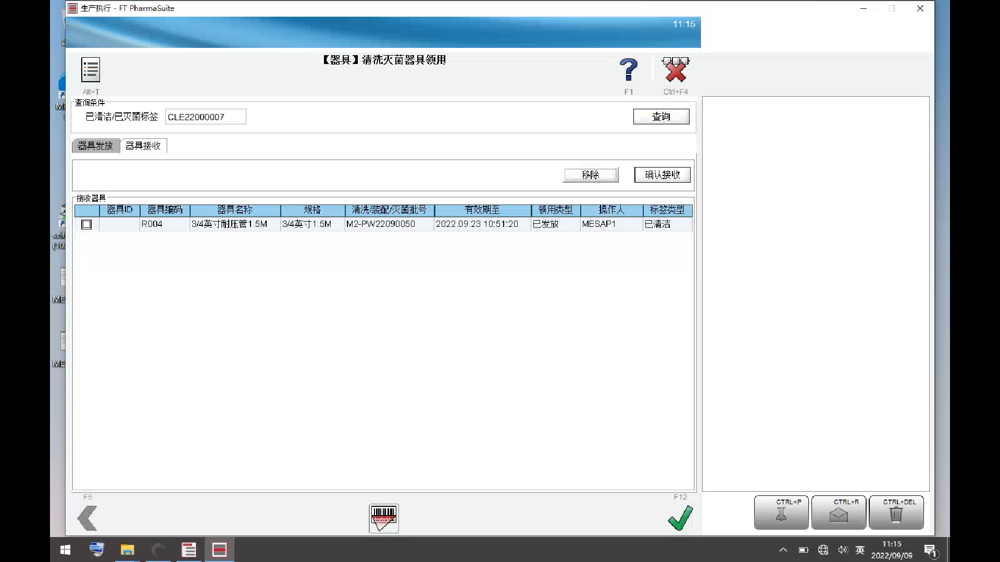 生产执行 - FT PharmaSuite
11:15
【器具】清洗灭菌器具领用
Alt+T
F1
Ctrl+F4
查询条件
已清洁/已灭菌标签 CLE22000007 查询
器具发放 器具接收
移除 确认接收
接收器具
器具ID 器具编码 器具名称 规格 清洗/装配/灭菌批号 有效期至 领用类型 操作人 标签类型
R004 3/4英寸耐压管1.5M 3/4英寸1.5M M2-PW22090050 2022.09.23 10:51:20 已发放 MESAP1 已清洁
F5
F12
CTRL+P CTRL+R CTRL+DEL
szit
(10.
ME
ME
英
11:15
2022/09/09
1